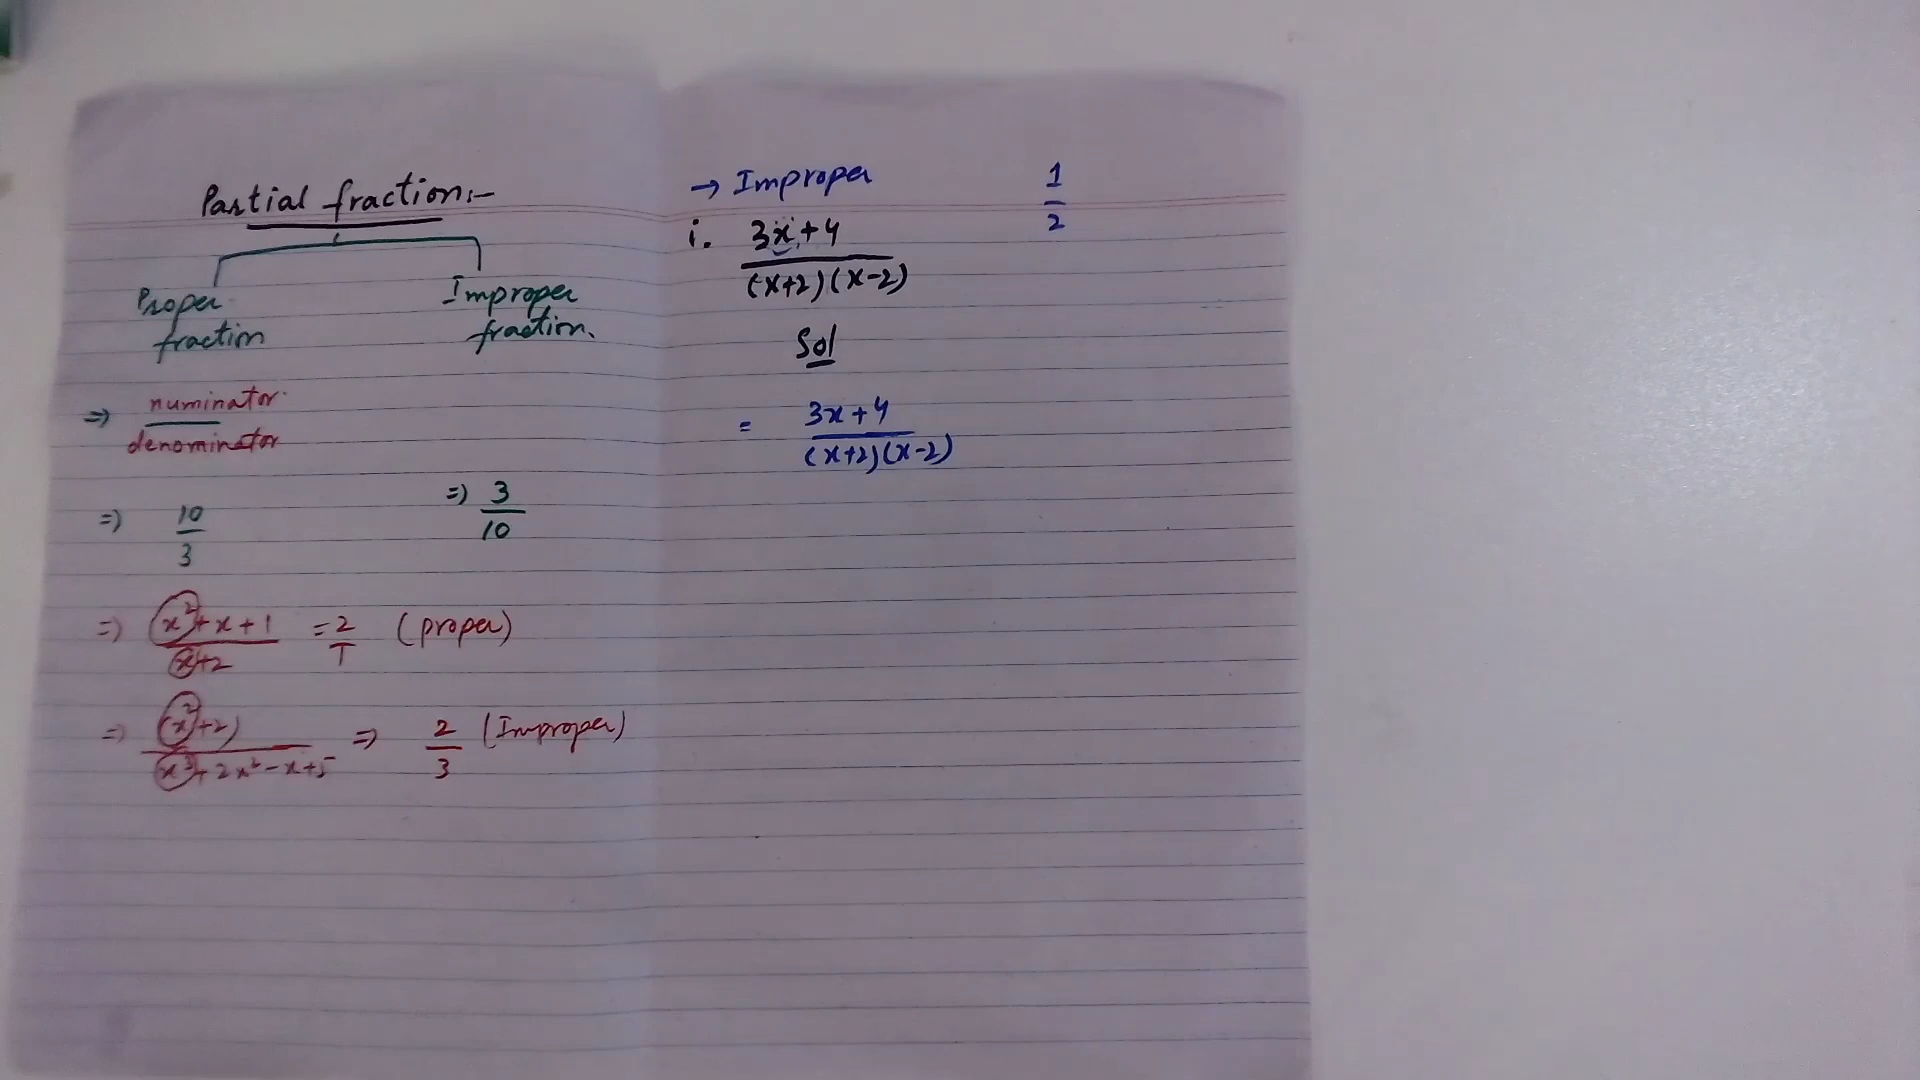 Partial fraction:-
Proper
fraction
Improper
fraction.
=> numinator
denominator
=> 10
3
=> 3
10
=> x²+x+1 = 2 (proper)
x+2 1
=> (x²+2) => 2 (Improper)
x³+2x²-x+5 3
→ Improper
1
2
i. 3x+4
(x+2)(x-2)
Sol
= 3x+4
(x+2)(x-2)